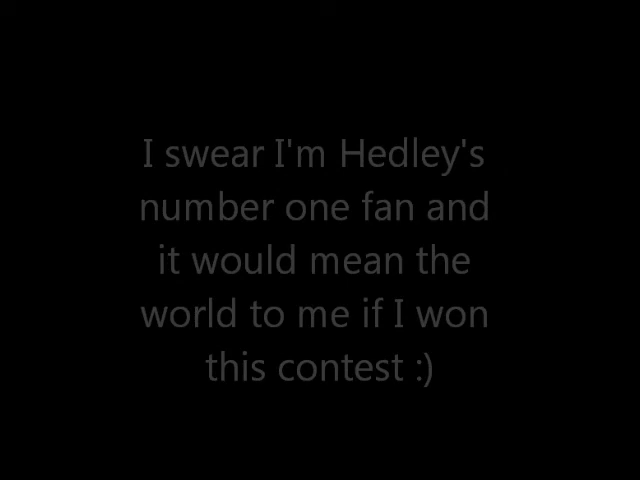 I swear I'm Hedley's
number one fan and
it would mean the
world to me if I won
this contest :)